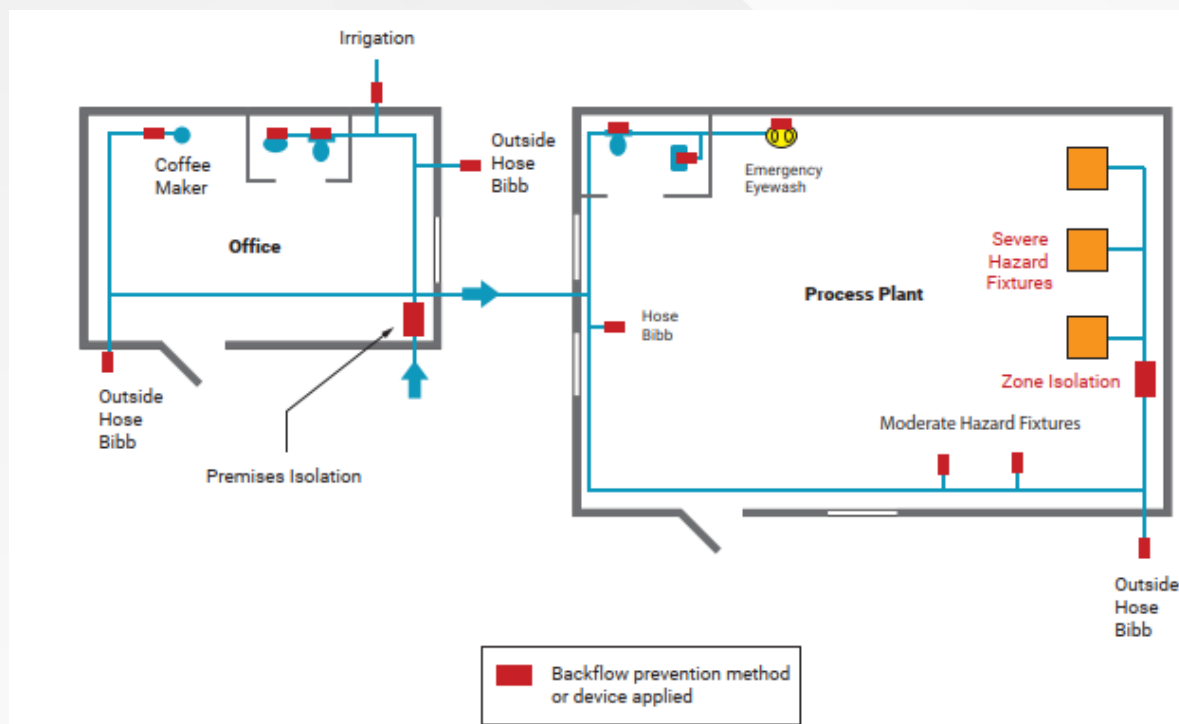 Irrigation
Coffee
Maker
Outside
Hose
Bibb
Office
Outside
Hose
Bibb
Premises Isolation
Emergency
Eyewash
Severe
Hazard
Fixtures
Process Plant
Hose
Bibb
Zone Isolation
Moderate Hazard Fixtures
Outside
Hose
Bibb
Backflow prevention method
or device applied